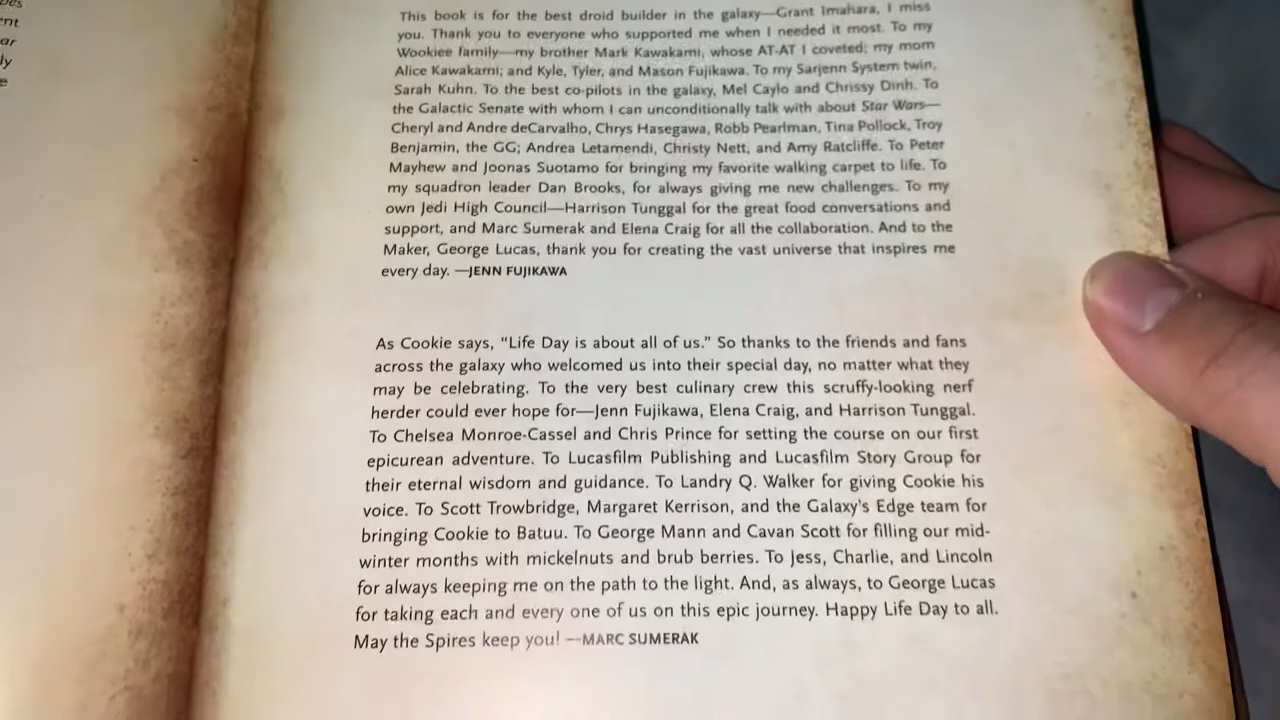 ent
ar
ly
e
This book is for the best droid builder in the galaxy—Grant Imahara, I miss
you. Thank you to everyone who supported me when I needed it most. To my
Wookiee family—my brother Mark Kawakami, whose AT-AT I coveted; my mom
Alice Kawakami; and Kyle, Tyler, and Mason Fujikawa. To my Sarjenn System twin,
Sarah Kuhn. To the best co-pilots in the galaxy, Mel Caylo and Chrissy Dinh. To
the Galactic Senate with whom I can unconditionally talk with about Star Wars—
Cheryl and Andre deCarvalho, Chrys Hasegawa, Robb Pearlman, Tina Pollock, Troy
Benjamin, the GG; Andrea Letamendi, Christy Nett, and Amy Ratcliffe. To Peter
Mayhew and Joonas Suotamo for bringing my favorite walking carpet to life. To
my squadron leader Dan Brooks, for always giving me new challenges. To my
own Jedi High Council—Harrison Tunggal for the great food conversations and
support, and Marc Sumerak and Elena Craig for all the collaboration. And to the
Maker, George Lucas, thank you for creating the vast universe that inspires me
every day. —JENN FUJIKAWA
As Cookie says, “Life Day is about all of us.” So thanks to the friends and fans
across the galaxy who welcomed us into their special day, no matter what they
may be celebrating. To the very best culinary crew this scruffy-looking nerf
herder could ever hope for—Jenn Fujikawa, Elena Craig, and Harrison Tunggal.
To Chelsea Monroe-Cassel and Chris Prince for setting the course on our first
epicurean adventure. To Lucasfilm Publishing and Lucasfilm Story Group for
their eternal wisdom and guidance. To Landry Q. Walker for giving Cookie his
voice. To Scott Trowbridge, Margaret Kerrison, and the Galaxy's Edge team for
bringing Cookie to Batuu. To George Mann and Cavan Scott for filling our mid-
winter months with mickelnuts and brub berries. To Jess, Charlie, and Lincoln
for always keeping me on the path to the light. And, as always, to George Lucas
for taking each and every one of us on this epic journey. Happy Life Day to all.
May the Spires keep you! —MARC SUMERAK